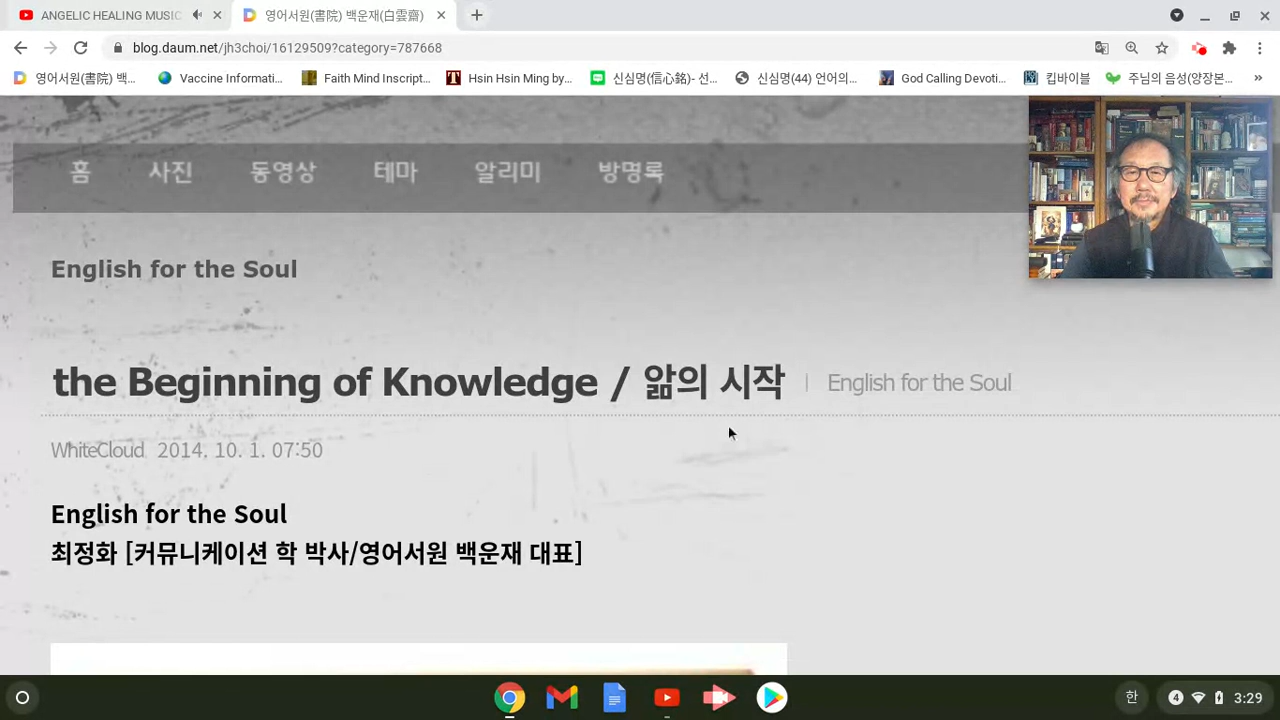 ANGELIC HEALING MUSIC
영어서원(書院) 백운재(白雲齋)
blog.daum.net/jh3choi/16129509?category=787668
영어서원(書院) 백...
Vaccine Informati...
Faith Mind Inscript...
Hsin Hsin Ming by...
신심명(信心銘)- 선...
신심명(44) 언어의...
God Calling Devoti...
킵바이블
주님의 음성(양장본...
홈 사진 동영상 테마 알리미 방명록
English for the Soul
the Beginning of Knowledge / 앎의 시작 | English for the Soul
WhiteCloud 2014. 10. 1. 07:50
English for the Soul
최정화 [커뮤니케이션 학 박사/영어서원 백운재 대표]
한 4 3:29